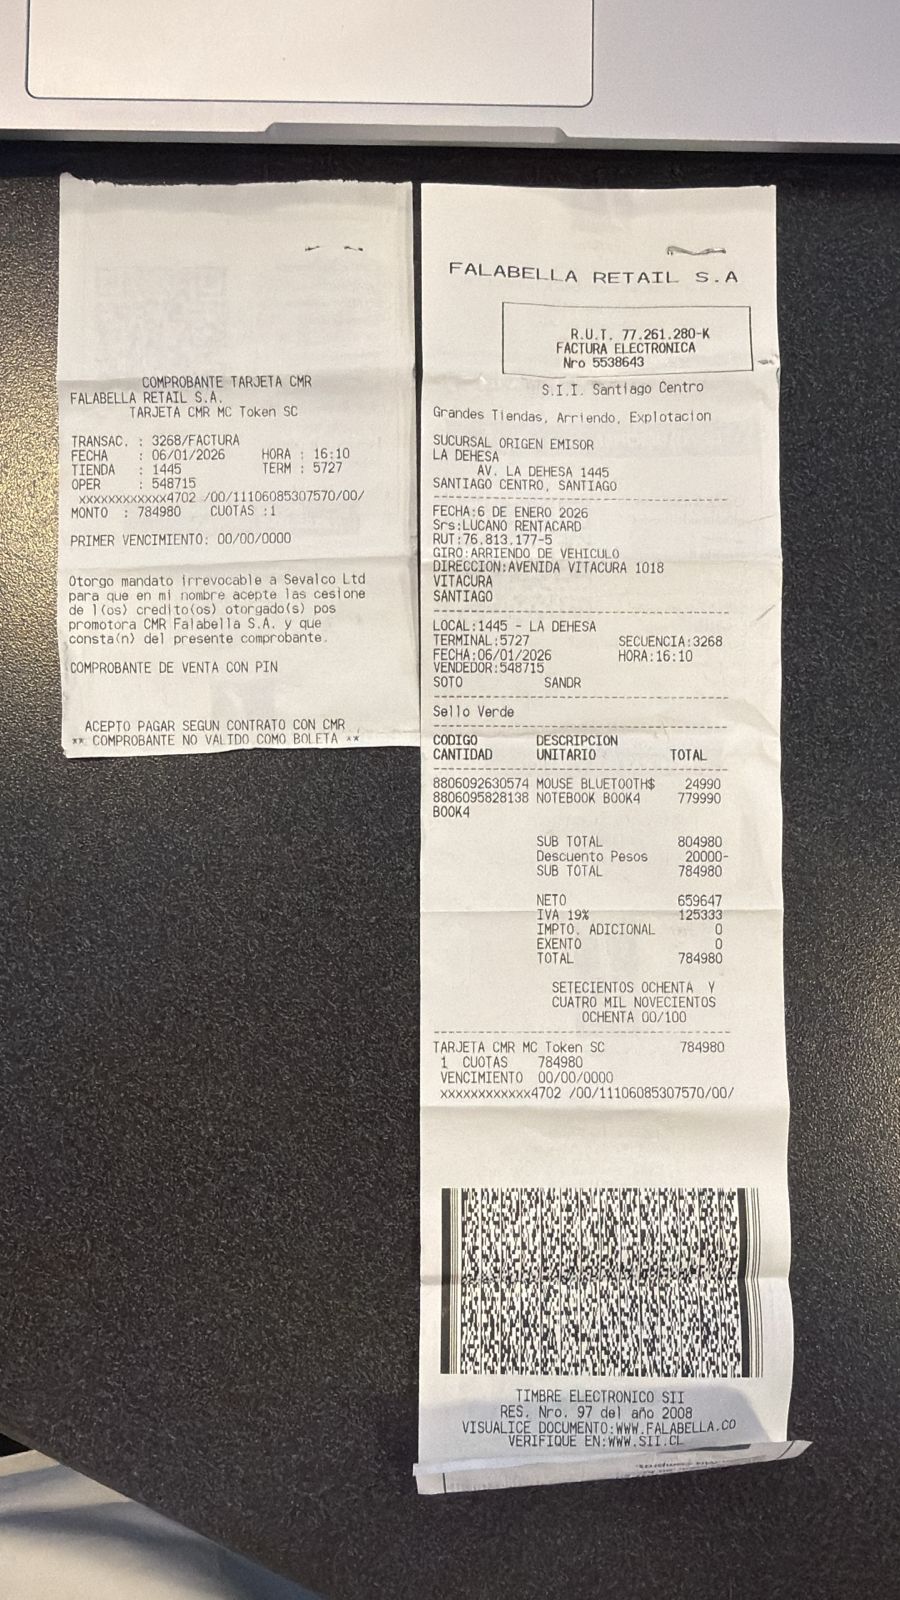 COMPROBANTE TARJETA CMR
FALABELLA RETAIL S.A.
TARJETA CMR MC Token SC
TRANSAC. : 3268/FACTURA
FECHA : 06/01/2026 HORA : 16:10
TIENDA : 1445 TERM : 5727
OPER : 548715
xxxxxxxxxxxx4702 /00/11106085307570/00/
MONTO : 784980 CUOTAS :1
PRIMER VENCIMIENTO: 00/00/0000
Otorgo mandato irrevocable a Sevalco Ltd
para que en mi nombre acepte las cesione
de l(os) credito(os) otorgado(s) pos
promotora CMR Falabella S.A. y que
consta(n) del presente comprobante.
COMPROBANTE DE VENTA CON PIN
ACEPTO PAGAR SEGUN CONTRATO CON CMR
** COMPROBANTE NO VALIDO COMO BOLETA **
FALABELLA RETAIL S.A
R.U.T. 77.261.280-K
FACTURA ELECTRONICA
Nro 5538643
S.I.I. Santiago Centro
Grandes Tiendas, Arriendo, Explotacion
SUCURSAL ORIGEN EMISOR
LA DEHESA
AV. LA DEHESA 1445
SANTIAGO CENTRO, SANTIAGO
FECHA:6 DE ENERO 2026
Srs:LUCANO RENTACARD
RUT:76.813.177-5
GIRO:ARRIENDO DE VEHICULO
DIRECCION:AVENIDA VITACURA 1018
VITACURA
SANTIAGO
LOCAL:1445 - LA DEHESA
TERMINAL:5727 SECUENCIA:3268
FECHA:06/01/2026 HORA:16:10
VENDEDOR:548715
SOTO SANDR
Sello Verde
CODIGO DESCRIPCION
CANTIDAD UNITARIO TOTAL
8806092630574 MOUSE BLUETOOTH$ 24990
8806095828138 NOTEBOOK BOOK4 779990
BOOK4
SUB TOTAL 804980
Descuento Pesos 20000-
SUB TOTAL 784980
NETO 659647
IVA 19% 125333
IMPTO. ADICIONAL 0
EXENTO 0
TOTAL 784980
SETECIENTOS OCHENTA Y
CUATRO MIL NOVECIENTOS
OCHENTA 00/100
TARJETA CMR MC Token SC 784980
1 CUOTAS 784980
VENCIMIENTO 00/00/0000
xxxxxxxxxxxx4702 /00/11106085307570/00/
TIMBRE ELECTRONICO SII
RES. Nro. 97 del año 2008
VISUALICE DOCUMENTO:WWW.FALABELLA.CO
VERIFIQUE EN:WWW.SII.CL